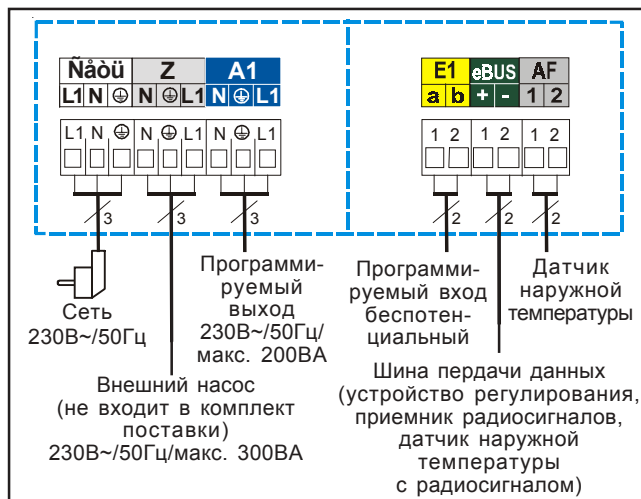 Ñåòü Z A1
L1 N ⏚ N ⏚ L1 N ⏚ L1
E1 eBUS AF
a b + - 1 2
L1 N ⏚ N ⏚ L1 N ⏚ L1
1 2 1 2 1 2
3 3 3
2 2 2
Сеть
230В~/50Гц
Внешний насос
(не входит в комплект
поставки)
230В~/50Гц/макс. 300ВА
Программи-
руемый
выход
230В~/50Гц/
макс. 200ВА
Программи-
руемый вход
беспотен-
циальный
Шина пердачи данных
(устройство регулирования,
приемник радиосигналов,
датчик наружной
температуры
с радиосигналом)
Датчик
наружной
температуры